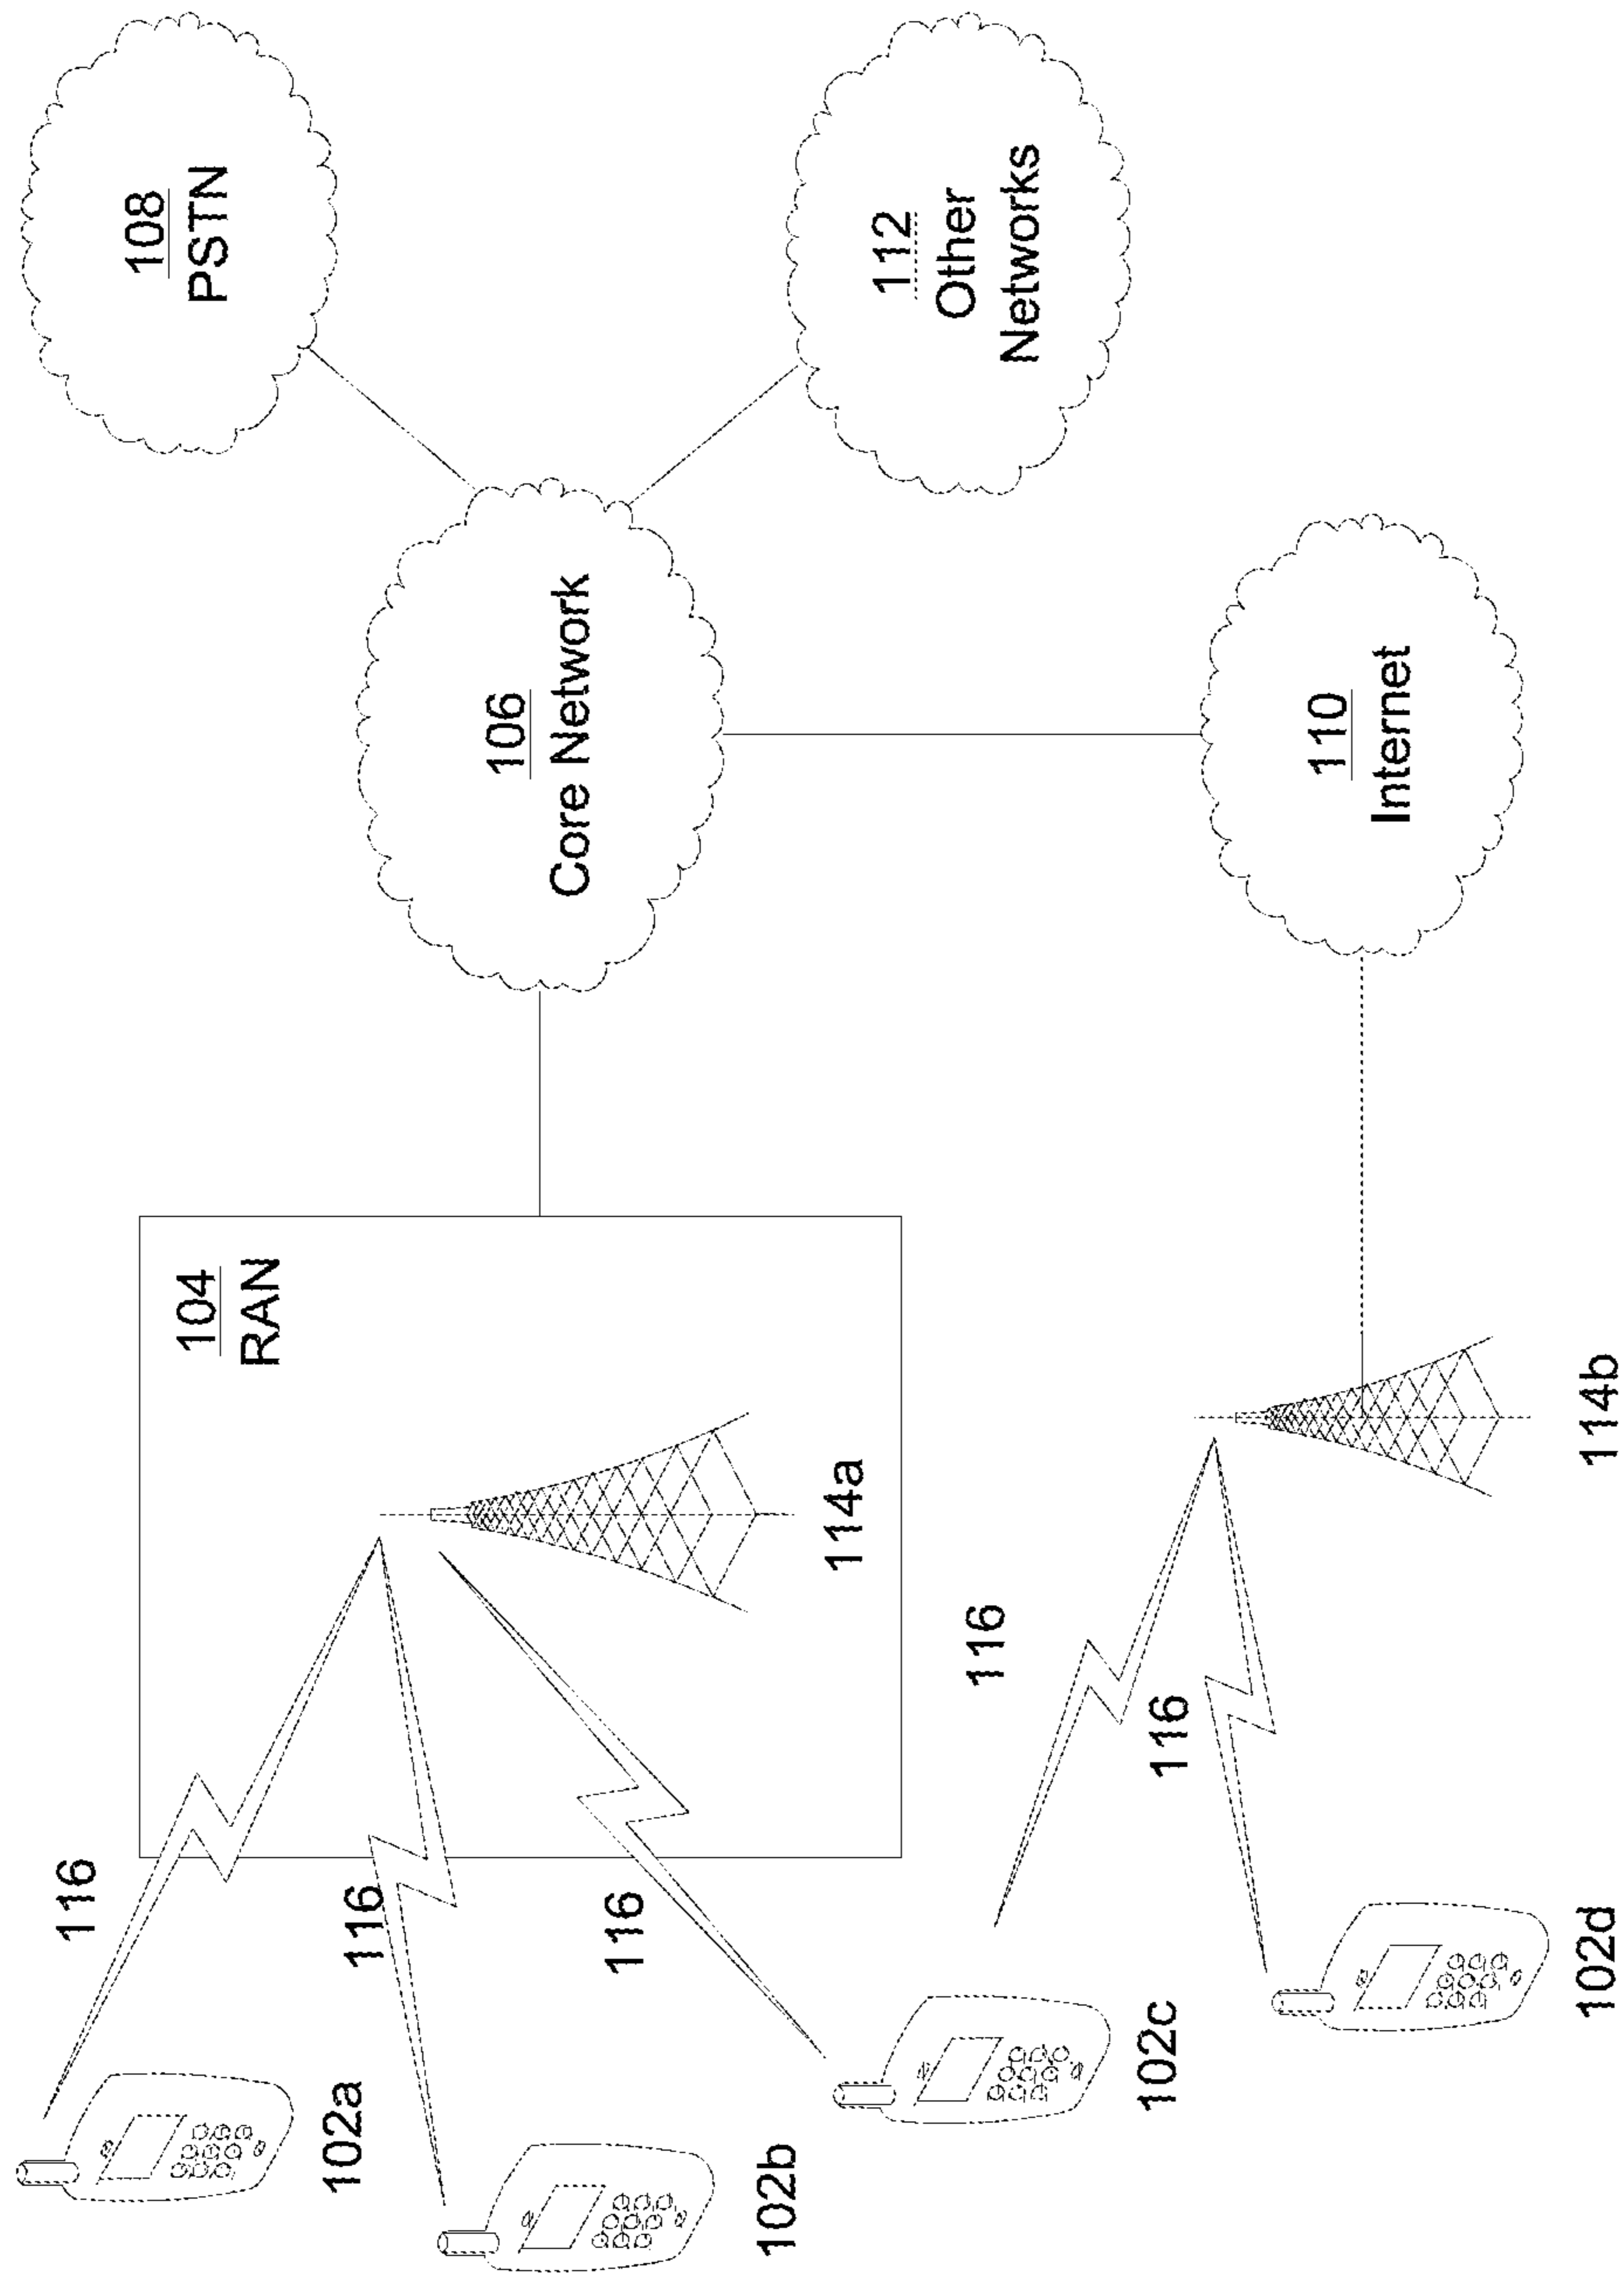 108
PSTN
106
Core Network
112
Other
Networks
104
RAN
110
Internet
116
116
116
114a
102a
102b
116
116
102c
114b
102d